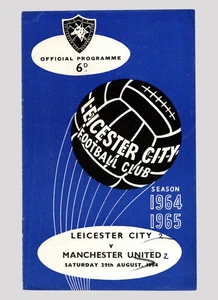 OFFICIAL PROGRAMME
6D
LEICESTER CITY
FOOTBALL CLUB
SEASON
1964
1965
LEICESTER CITY 2
v
MANCHESTER UNITED 2
SATURDAY 29th AUGUST, 1964